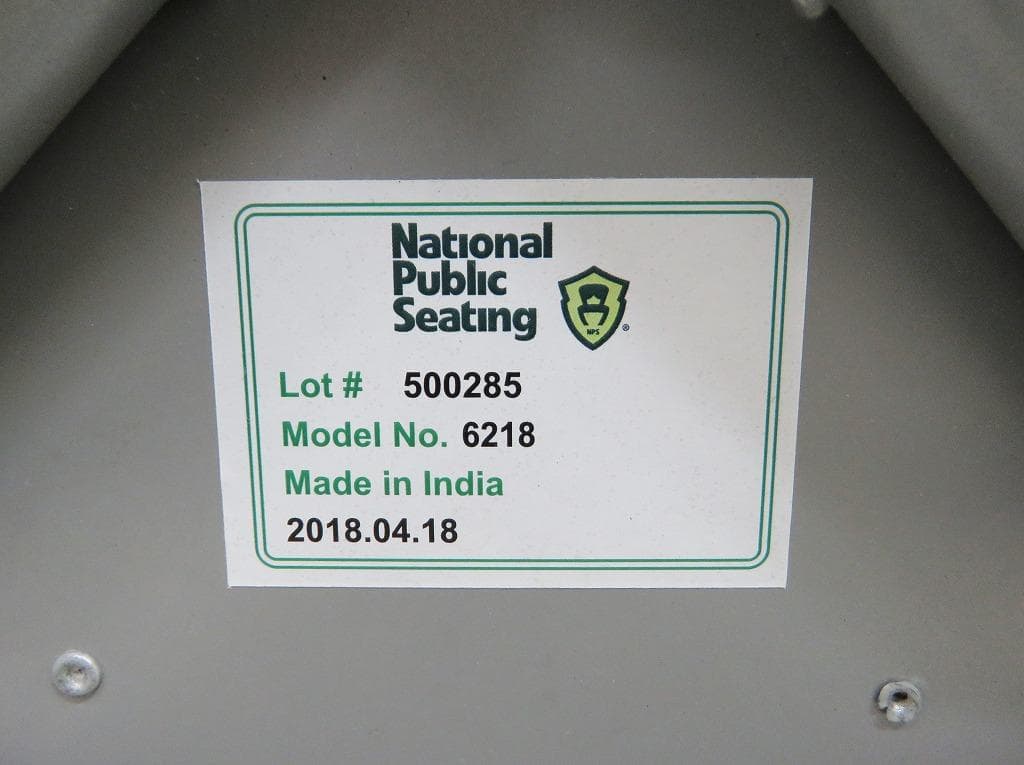 National
Public
Seating
NPS
®
Lot # 500285
Model No. 6218
Made in India
2018.04.18